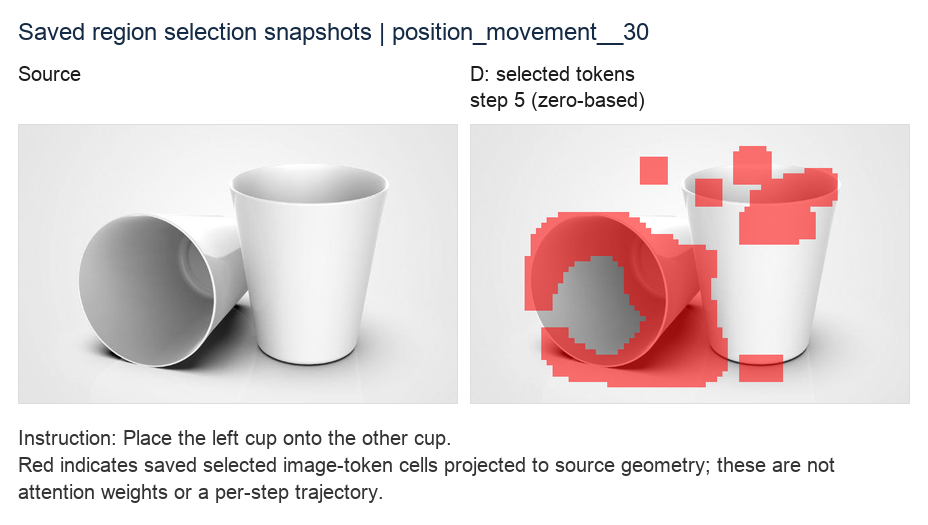 Saved region selection snapshots | position_movement__30
Source
D: selected tokens
step 5 (zero-based)
Instruction: Place the left cup onto the other cup.
Red indicates saved selected image-token cells projected to source geometry; these are not
attention weights or a per-step trajectory.